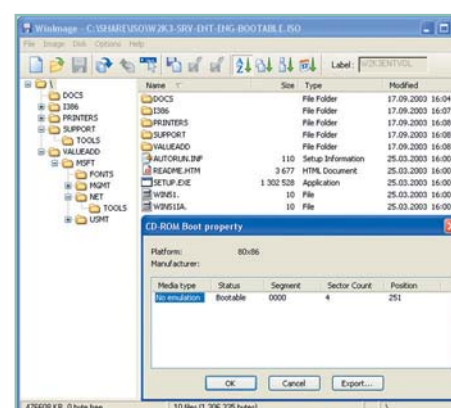 WinImage - C:\SHARE\ISO\W2K3-SRV-ENT-ENG-BOOTABLE.ISO
File Image Disk Options Help
Label : W2K3ENTVOL
\
DOCS
I386
PRINTERS
SUPPORT
TOOLS
VALUEADD
MSFT
FONTS
MGMT
NET
TOOLS
USMT
Name Size Type Modified
DOCS File Folder 17.09.2003 16:04
I386 File Folder 17.09.2003 16:07
PRINTERS File Folder 17.09.2003 16:08
SUPPORT File Folder 17.09.2003 16:08
VALUEADD File Folder 17.09.2003 16:08
AUTORUN.INF 110 Setup Information 25.03.2003 16:00
README.HTM 3 677 HTML Document 25.03.2003 16:00
SETUP.EXE 1 302 528 Application 25.03.2003 16:00
WIN51. 10 File 25.03.2003 16:00
WIN51IA. 10 File 25.03.2003 16:00
CD-ROM Boot property
Platform: 80x86
Manufacturer:
Media type Status Segment Sector Count Position
No emulation Bootable 0000 4 251
OK Cancel Export...
476608 KB, 0 byte free 10 files (1 306 335 bytes) \